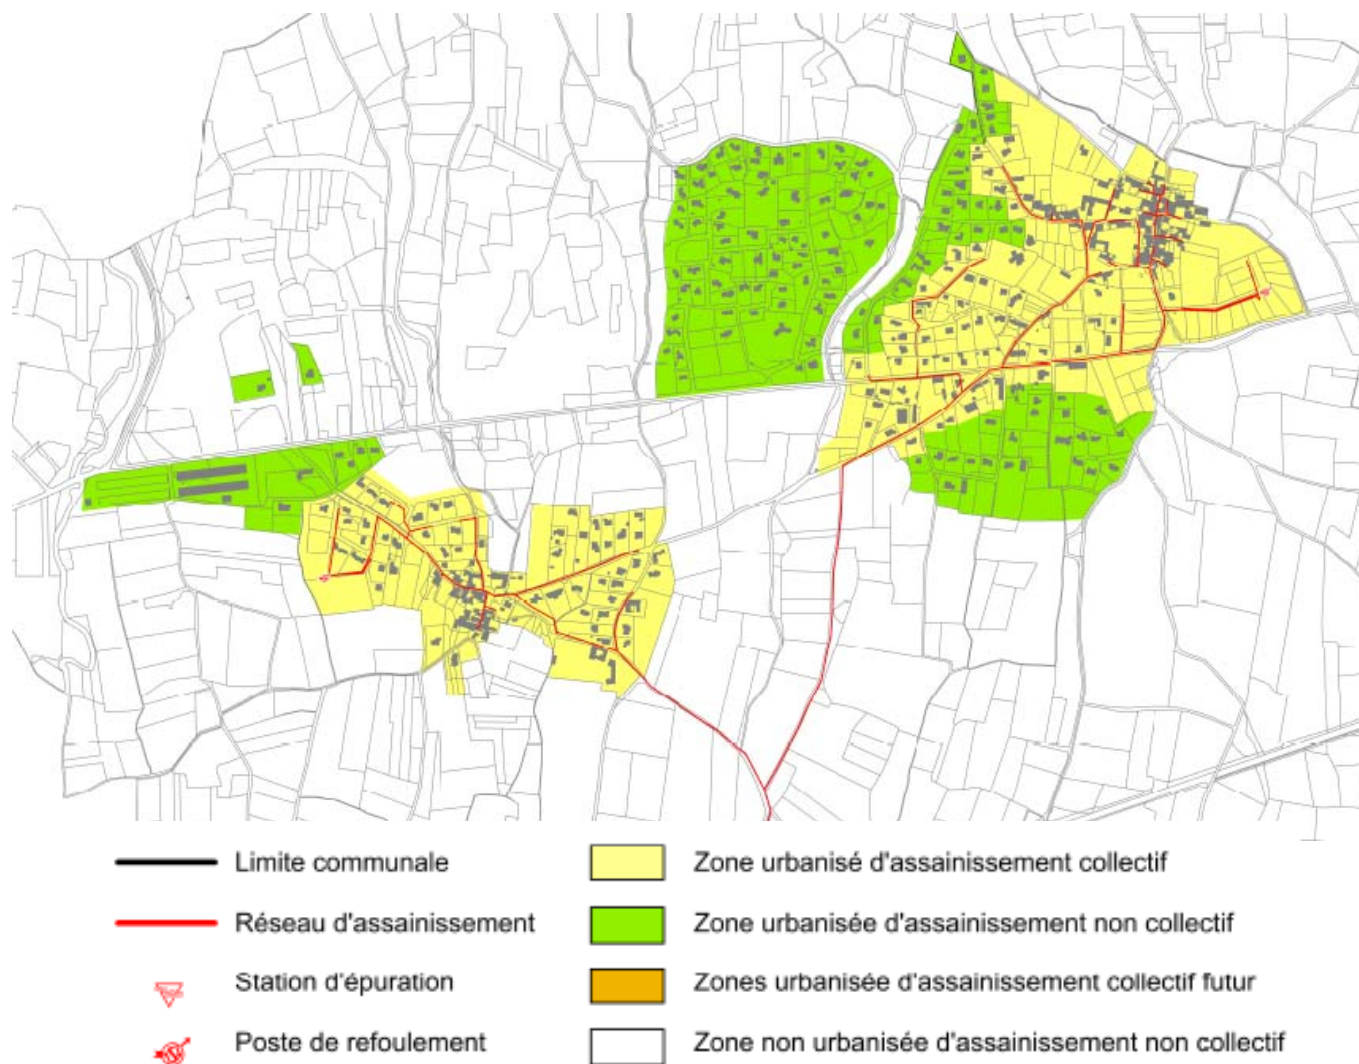 Limite communale
Réseau d'assainissement
Station d'épuration
Poste de refoulement
Zone urbanisé d'assainissement collectif
Zone urbanisée d'assainissement non collectif
Zones urbanisée d'assainissement collectif futur
Zone non urbanisée d'assainissement non collectif